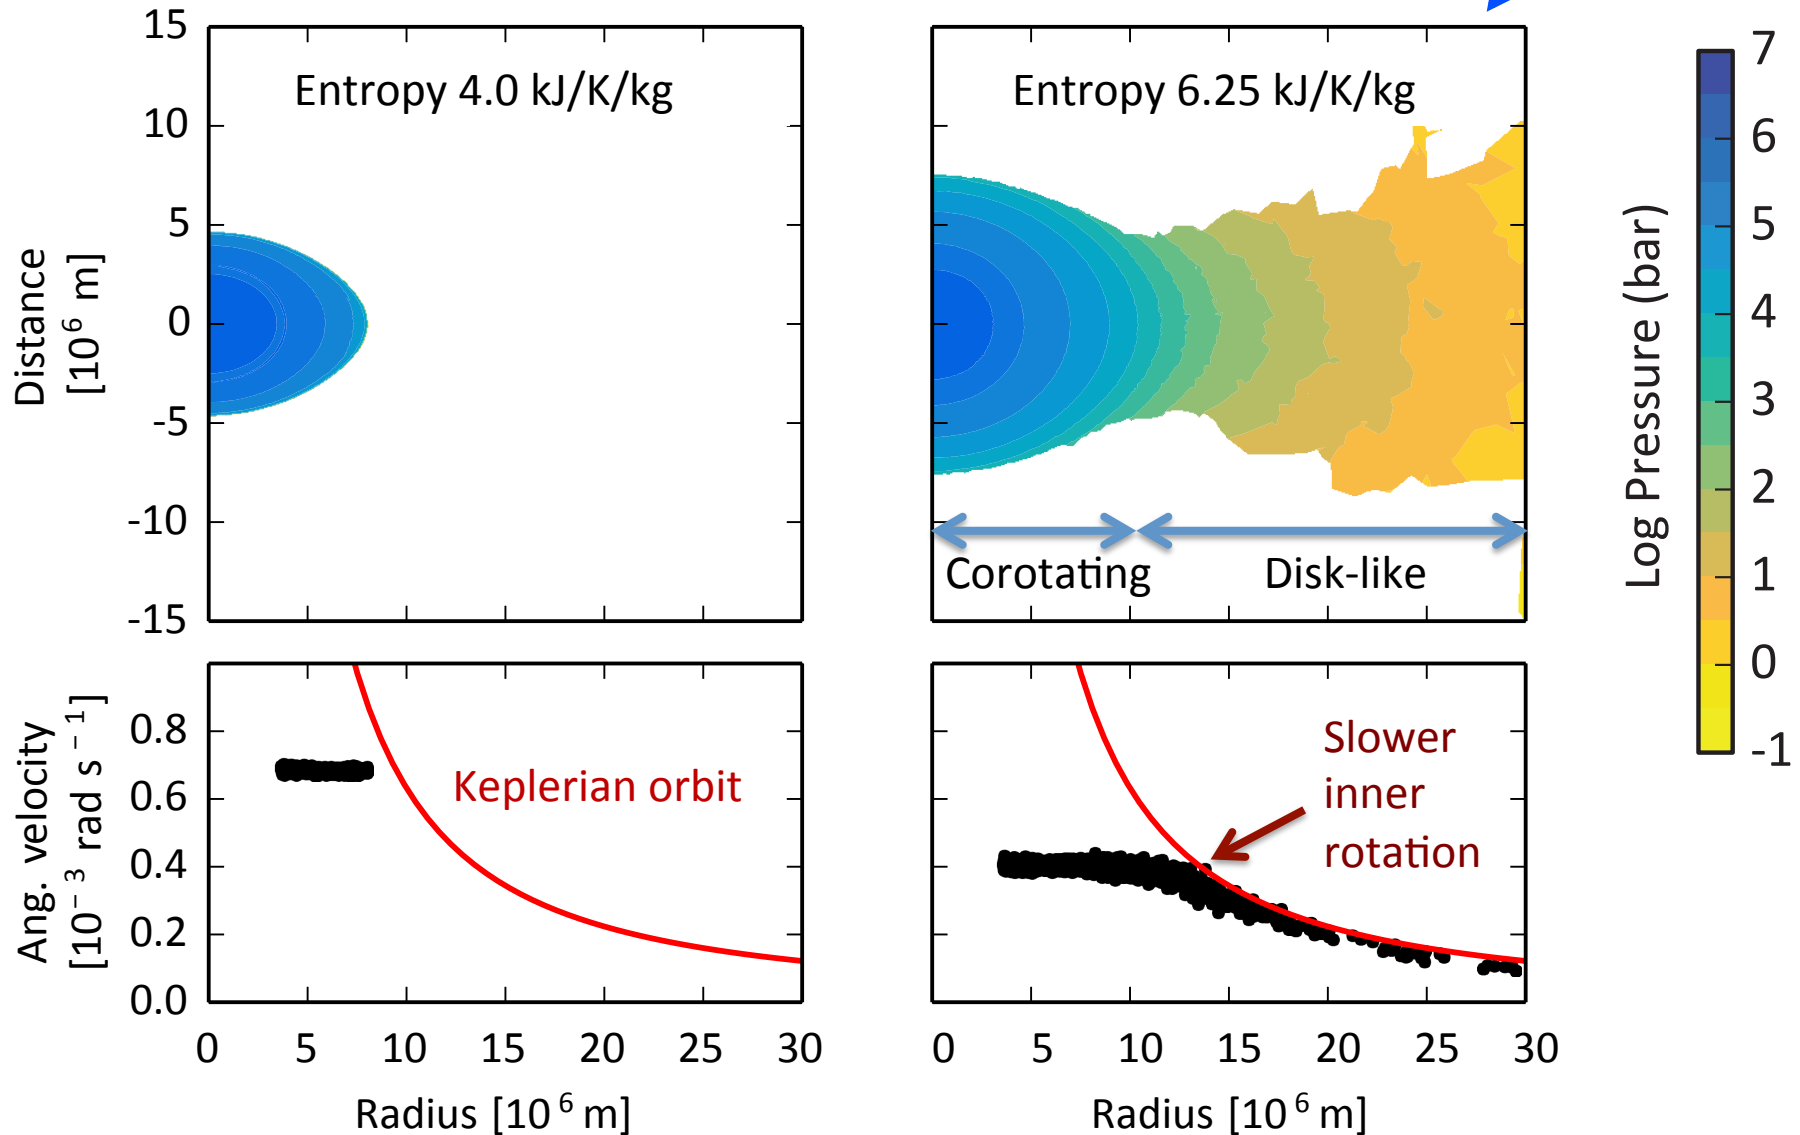 Entropy 4.0 kJ/K/kg
Entropy 6.25 kJ/K/kg
15
10
5
0
-5
-10
-15
Distance
[10⁶ m]
Corotating
Disk-like
7
6
5
4
3
2
1
0
-1
Log Pressure (bar)
0.8
0.6
0.4
0.2
0.0
Ang. velocity
[10⁻³ rad s⁻¹]
Keplerian orbit
Slower
inner
rotation
0 5 10 15 20 25 30
0 5 10 15 20 25 30
Radius [10⁶ m]
Radius [10⁶ m]